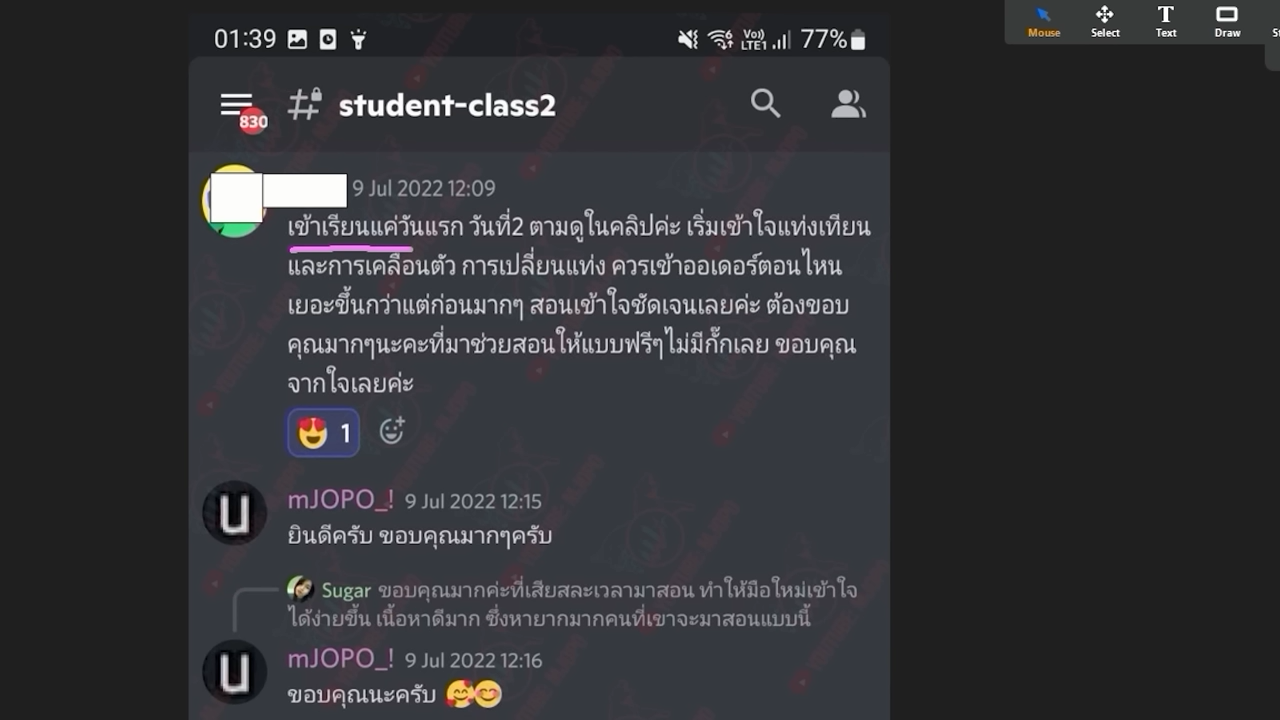 01:39
Vo)
LTE1
77%
Mouse
Select
T
Text
Draw
830
student-class2
9 Jul 2022 12:09
เข้าเรียนแค่วันแรก วันที่2 ตามดูในคลิปค่ะ เริ่มเข้าใจแท่งเทียน
และการเคลื่อนตัว การเปลี่ยนแท่ง ควรเข้าออเดอร์ตอนไหน
เยอะขึ้นกว่าแต่ก่อนมากๆ สอนเข้าใจชัดเจนเลยค่ะ ต้องขอบ
คุณมากๆนะคะที่มาช่วยสอนให้แบบฟรีๆไม่มีกั๊กเลย ขอบคุณ
จากใจเลยค่ะ
1
mJOPO_! 9 Jul 2022 12:15
ยินดีครับ ขอบคุณมากๆครับ
Sugar ขอบคุณมากค่ะที่เสียสละเวลามาสอน ทำให้มือใหม่เข้าใจ
ได้ง่ายขึ้น เนื้อหาดีมาก ซึ่งหายากมากคนที่เขาจะมาสอนแบบนี้
mJOPO_! 9 Jul 2022 12:16
ขอบคุณนะครับ 🥰😊